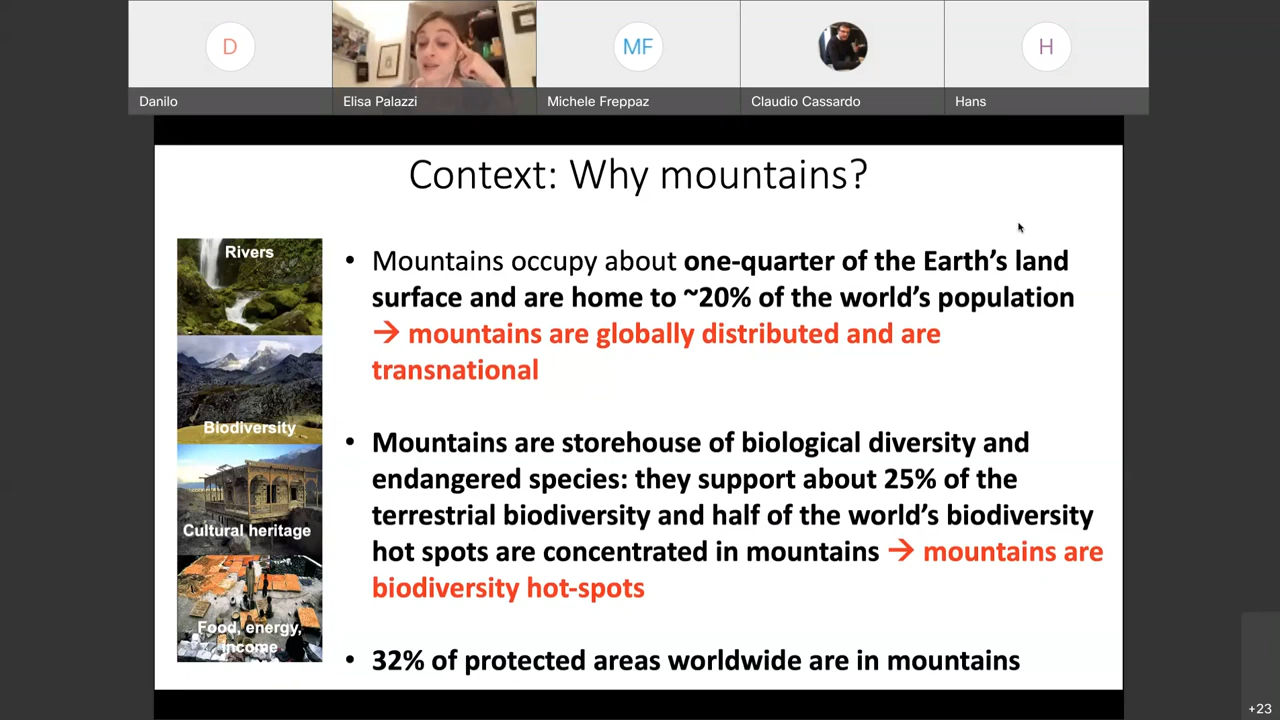 D
MF
H
Danilo
Elisa Palazzi
Michele Freppaz
Claudio Cassardo
Hans
Context: Why mountains?
Rivers
Biodiversity
Cultural heritage
Food, energy,
income
• Mountains occupy about one-quarter of the Earth’s land
surface and are home to ~20% of the world’s population
→ mountains are globally distributed and are
transnational
• Mountains are storehouse of biological diversity and
endangered species: they support about 25% of the
terrestrial biodiversity and half of the world’s biodiversity
hot spots are concentrated in mountains → mountains are
biodiversity hot-spots
• 32% of protected areas worldwide are in mountains
+23